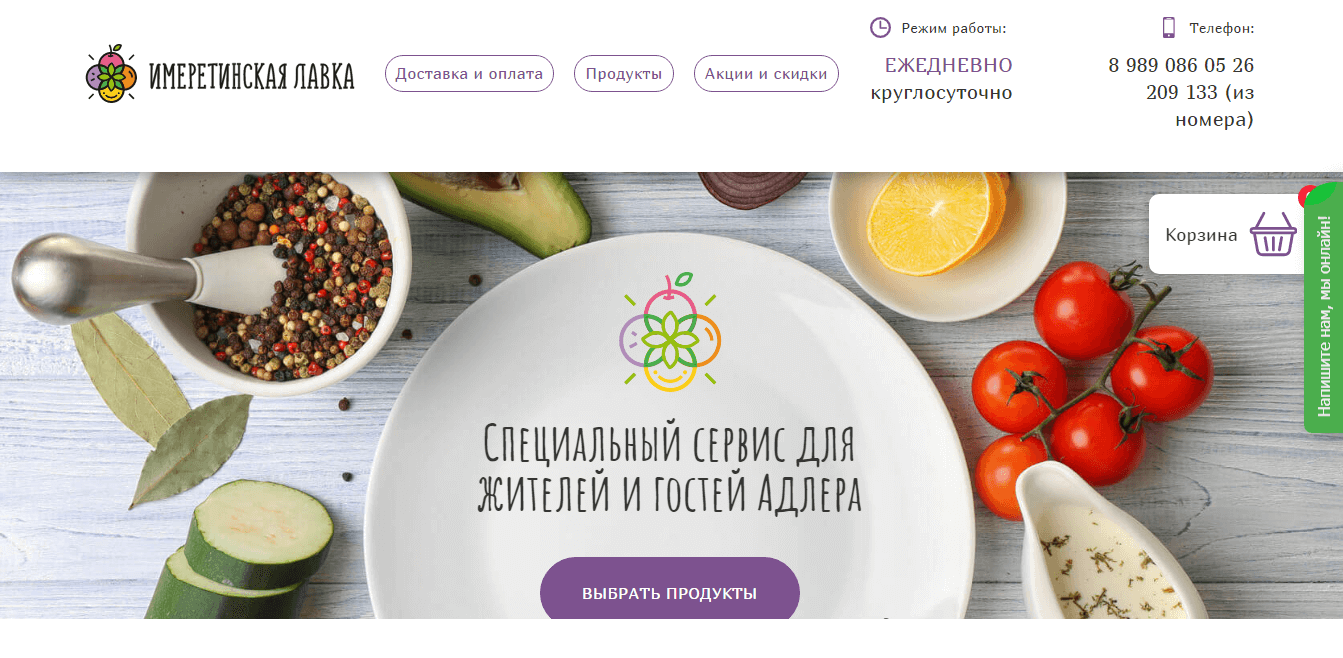 ИМЕРЕТИНСКАЯ ЛАВКА
Доставка и оплата
Продукты
Акции и скидки
Режим работы:
ЕЖЕДНЕВНО
круглосуточно
Телефон:
8 989 086 05 26
209 133 (из
номера)
Корзина
Напишите нам, мы онлайн!
Специальный сервис для
жителей и гостей Адлера
ВЫБРАТЬ ПРОДУКТЫ